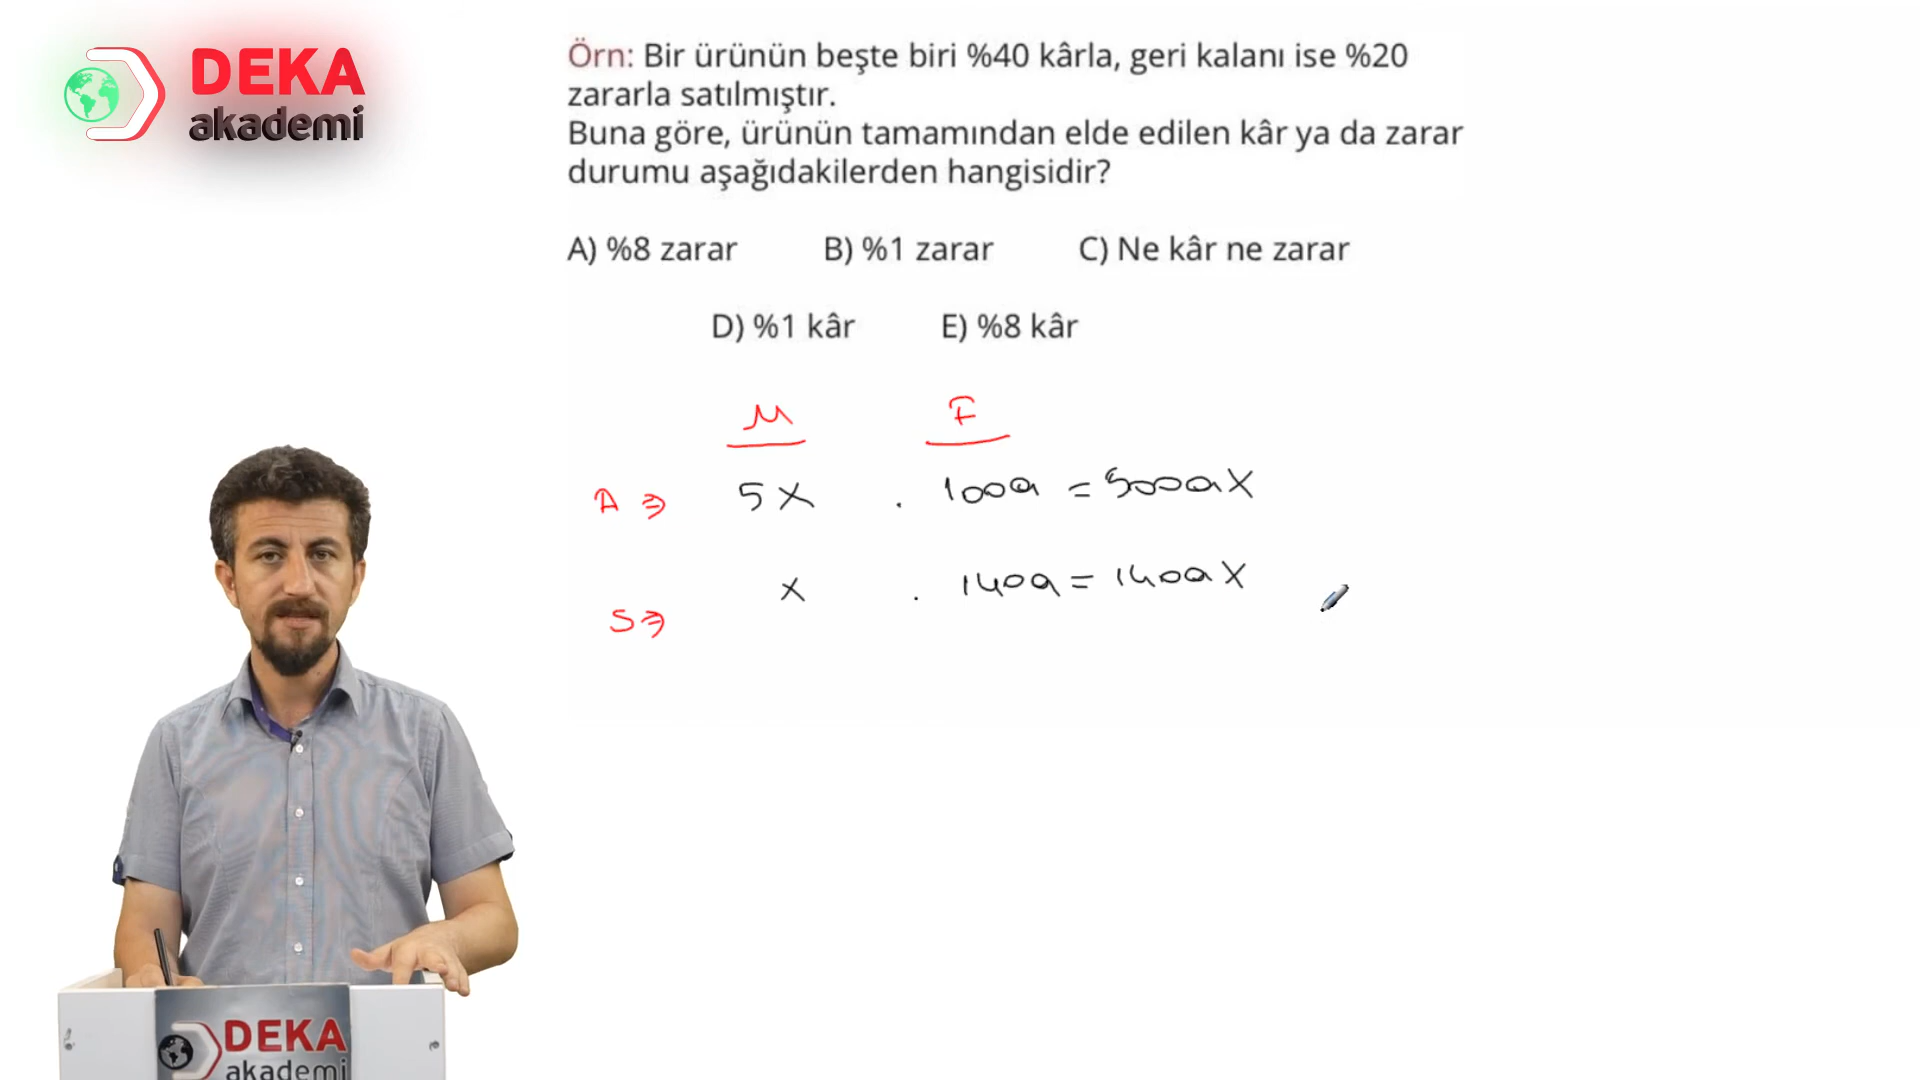 DEKA
akademi
Örn: Bir ürünün beşte biri %40 kârla, geri kalanı ise %20
zararla satılmıştır.
Buna göre, ürünün tamamından elde edilen kâr ya da zarar
durumu aşağıdakilerden hangisidir?
A) %8 zarar B) %1 zarar C) Ne kâr ne zarar
D) %1 kâr E) %8 kâr
M F
A ⇒ 5x . 100a = 500ax
x . 140a = 140ax
S ⇒
DEKA
akademi